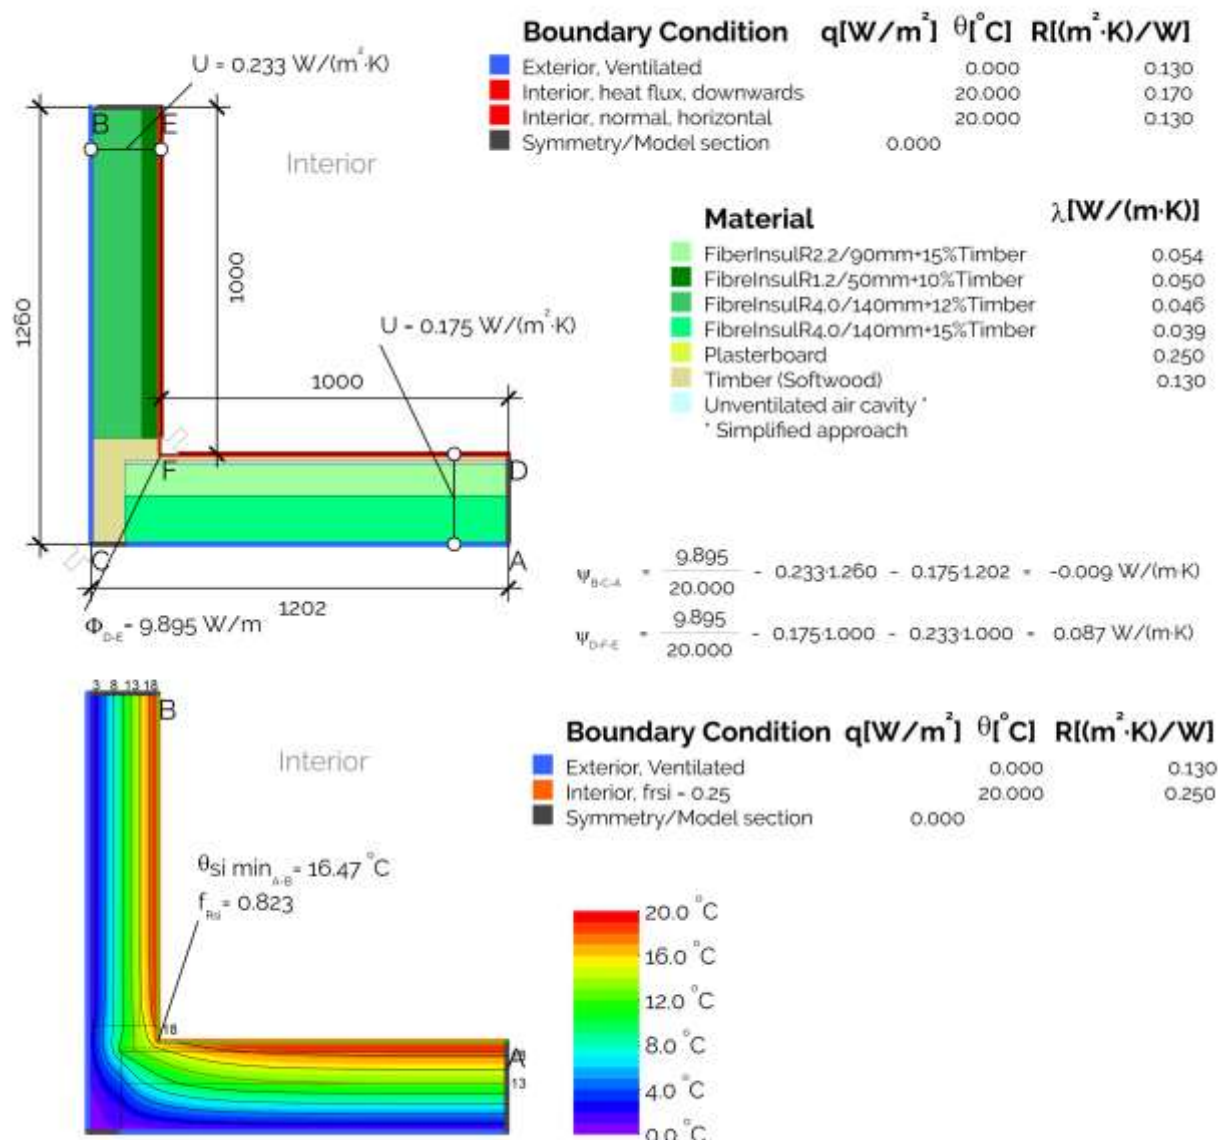 Boundary Condition q[W/m²] θ[°C] R[(m²·K)/W]
Exterior, Ventilated 0.000 0.130
Interior, heat flux, downwards 20.000 0.170
Interior, normal, horizontal 20.000 0.130
Symmetry/Model section 0.000
U = 0.233 W/(m²·K)
B E
Interior
1260
1000
Material λ[W/(m·K)]
FiberInsulR2.2/90mm+15%Timber 0.054
FibreInsulR1.2/50mm+10%Timber 0.050
FibreInsulR4.0/140mm+12%Timber 0.046
FibreInsulR4.0/140mm+15%Timber 0.039
Plasterboard 0.250
Timber (Softwood) 0.130
Unventilated air cavity *
* Simplified approach
U = 0.175 W/(m²·K)
1000
F D
C A
1202
Φ D-E = 9.895 W/m
ψ B-C-A = 9.895 / 20.000 - 0.233·1.260 - 0.175·1.202 = -0.009 W/(m·K)
ψ D-F-E = 9.895 / 20.000 - 0.175·1.000 - 0.233·1.000 = 0.087 W/(m·K)
3 8 13 18
B
Interior
Boundary Condition q[W/m²] θ[°C] R[(m²·K)/W]
Exterior, Ventilated 0.000 0.130
Interior, frsi = 0.25 20.000 0.250
Symmetry/Model section 0.000
θSi min A-B = 16.47 °C
f Rsi = 0.823
18
A
13
20.0 °C
16.0 °C
12.0 °C
8.0 °C
4.0 °C
0.0 °C